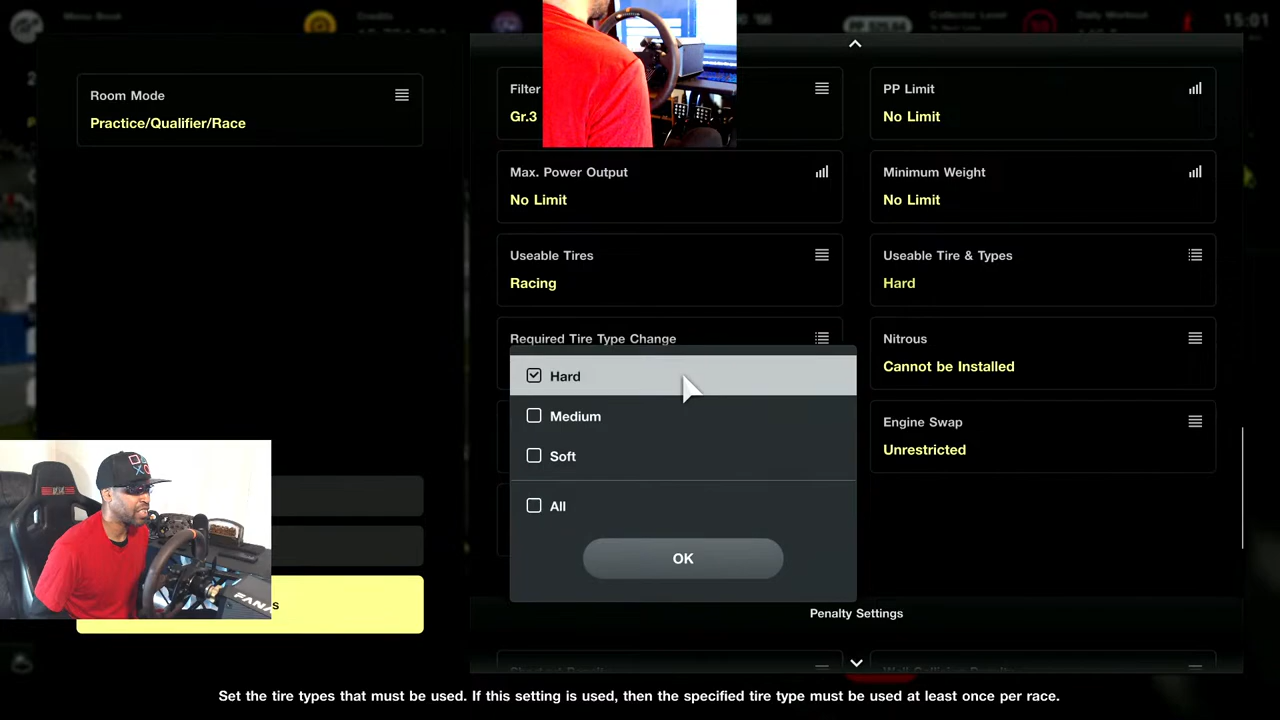 15:01
Room Mode
Practice/Qualifier/Race
Filter
Gr.3
PP Limit
No Limit
Max. Power Output
No Limit
Minimum Weight
No Limit
Useable Tires
Racing
Useable Tire & Types
Hard
Required Tire Type Change
Nitrous
Cannot be Installed
Hard
Medium
Soft
All
OK
Engine Swap
Unrestricted
FANA
s
Penalty Settings
Set the tire types that must be used. If this setting is used, then the specified tire type must be used at least once per race.